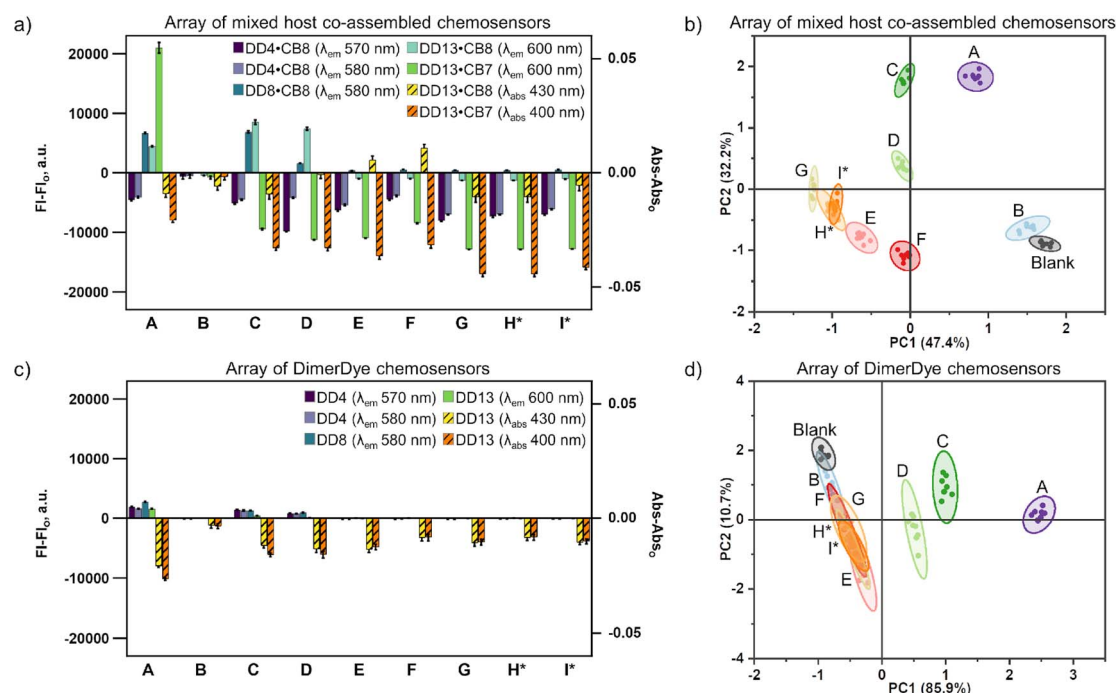 a) Array of mixed host co-assembled chemosensors
DD4•CB8 (λem 570 nm)
DD4•CB8 (λem 580 nm)
DD8•CB8 (λem 580 nm)
DD13•CB8 (λem 600 nm)
DD13•CB7 (λem 600 nm)
DD13•CB8 (λabs 430 nm)
DD13•CB7 (λabs 400 nm)
FI-FIo, a.u.
20000
10000
0
-10000
-20000
0.05
0.00
-0.05
Abs-Abso
A B C D E F G H* I*
b) Array of mixed host co-assembled chemosensors
PC2 (32.2%)
2
1
0
-1
-2
A
C
D
G
I*
H*
E
F
B
Blank
-2 -1 0 1 2
PC1 (47.4%)
c) Array of DimerDye chemosensors
DD4 (λem 570 nm)
DD4 (λem 580 nm)
DD8 (λem 580 nm)
DD13 (λem 600 nm)
DD13 (λabs 430 nm)
DD13 (λabs 400 nm)
FI-FIo, a.u.
20000
10000
0
-10000
-20000
0.05
0.00
-0.05
Abs-Abso
A B C D E F G H* I*
d) Array of DimerDye chemosensors
PC2 (10.7%)
4
2
0
-2
-4
Blank
B
F
G
H*
I*
E
D
C
A
-2 -1 0 1 2 3
PC1 (85.9%)